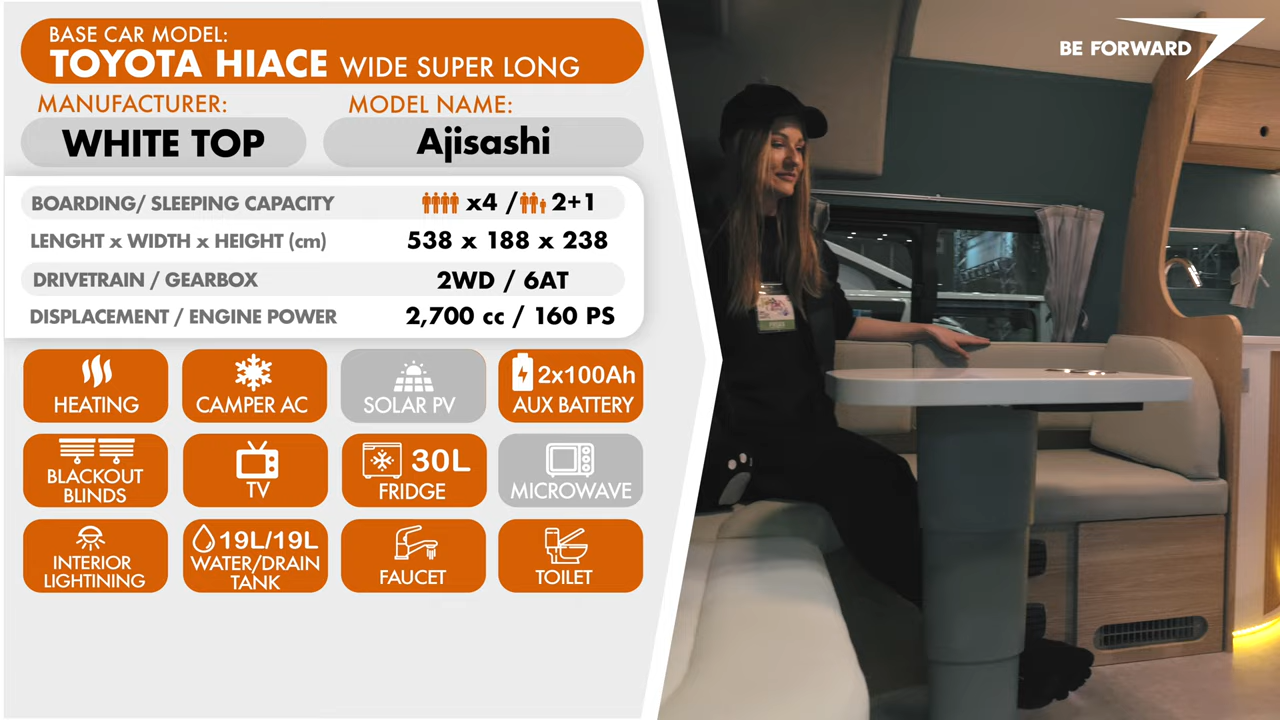 BASE CAR MODEL:
TOYOTA HIACE WIDE SUPER LONG
MANUFACTURER:
MODEL NAME:
WHITE TOP
Ajisashi
BOARDING/ SLEEPING CAPACITY
x4 / 2+1
LENGHT x WIDTH x HEIGHT (cm)
538 x 188 x 238
DRIVETRAIN / GEARBOX
2WD / 6AT
DISPLACEMENT / ENGINE POWER
2,700 cc / 160 PS
HEATING
CAMPER AC
SOLAR PV
2x100Ah
AUX BATTERY
BLACKOUT
BLINDS
TV
30L
FRIDGE
MICROWAVE
INTERIOR
LIGHTINING
19L/19L
WATER/DRAIN
TANK
FAUCET
TOILET
BE FORWARD